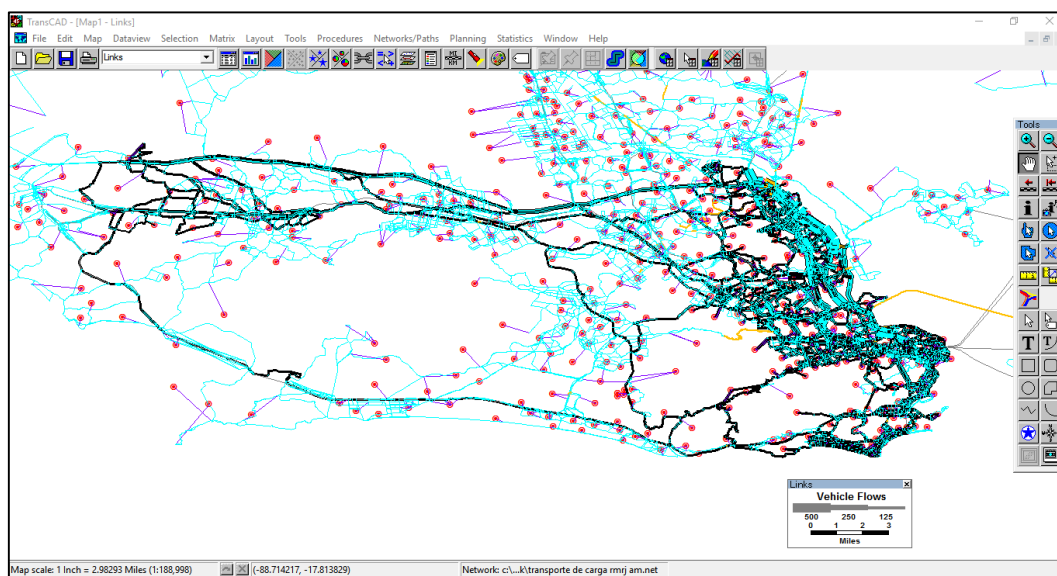 TransCAD - [Map1 - Links]
File Edit Map Dataview Selection Matrix Layout Tools Procedures Networks/Paths Planning Statistics Window Help
Links
MI
KM
Tools
T T
Links
Vehicle Flows
500 250 125
0 1 2 3
Miles
Map scale: 1 Inch = 2.98293 Miles (1:188,998)
(-88.714217, -17.813829)
Network: c:\...k\transporte de carga rmrj am.net